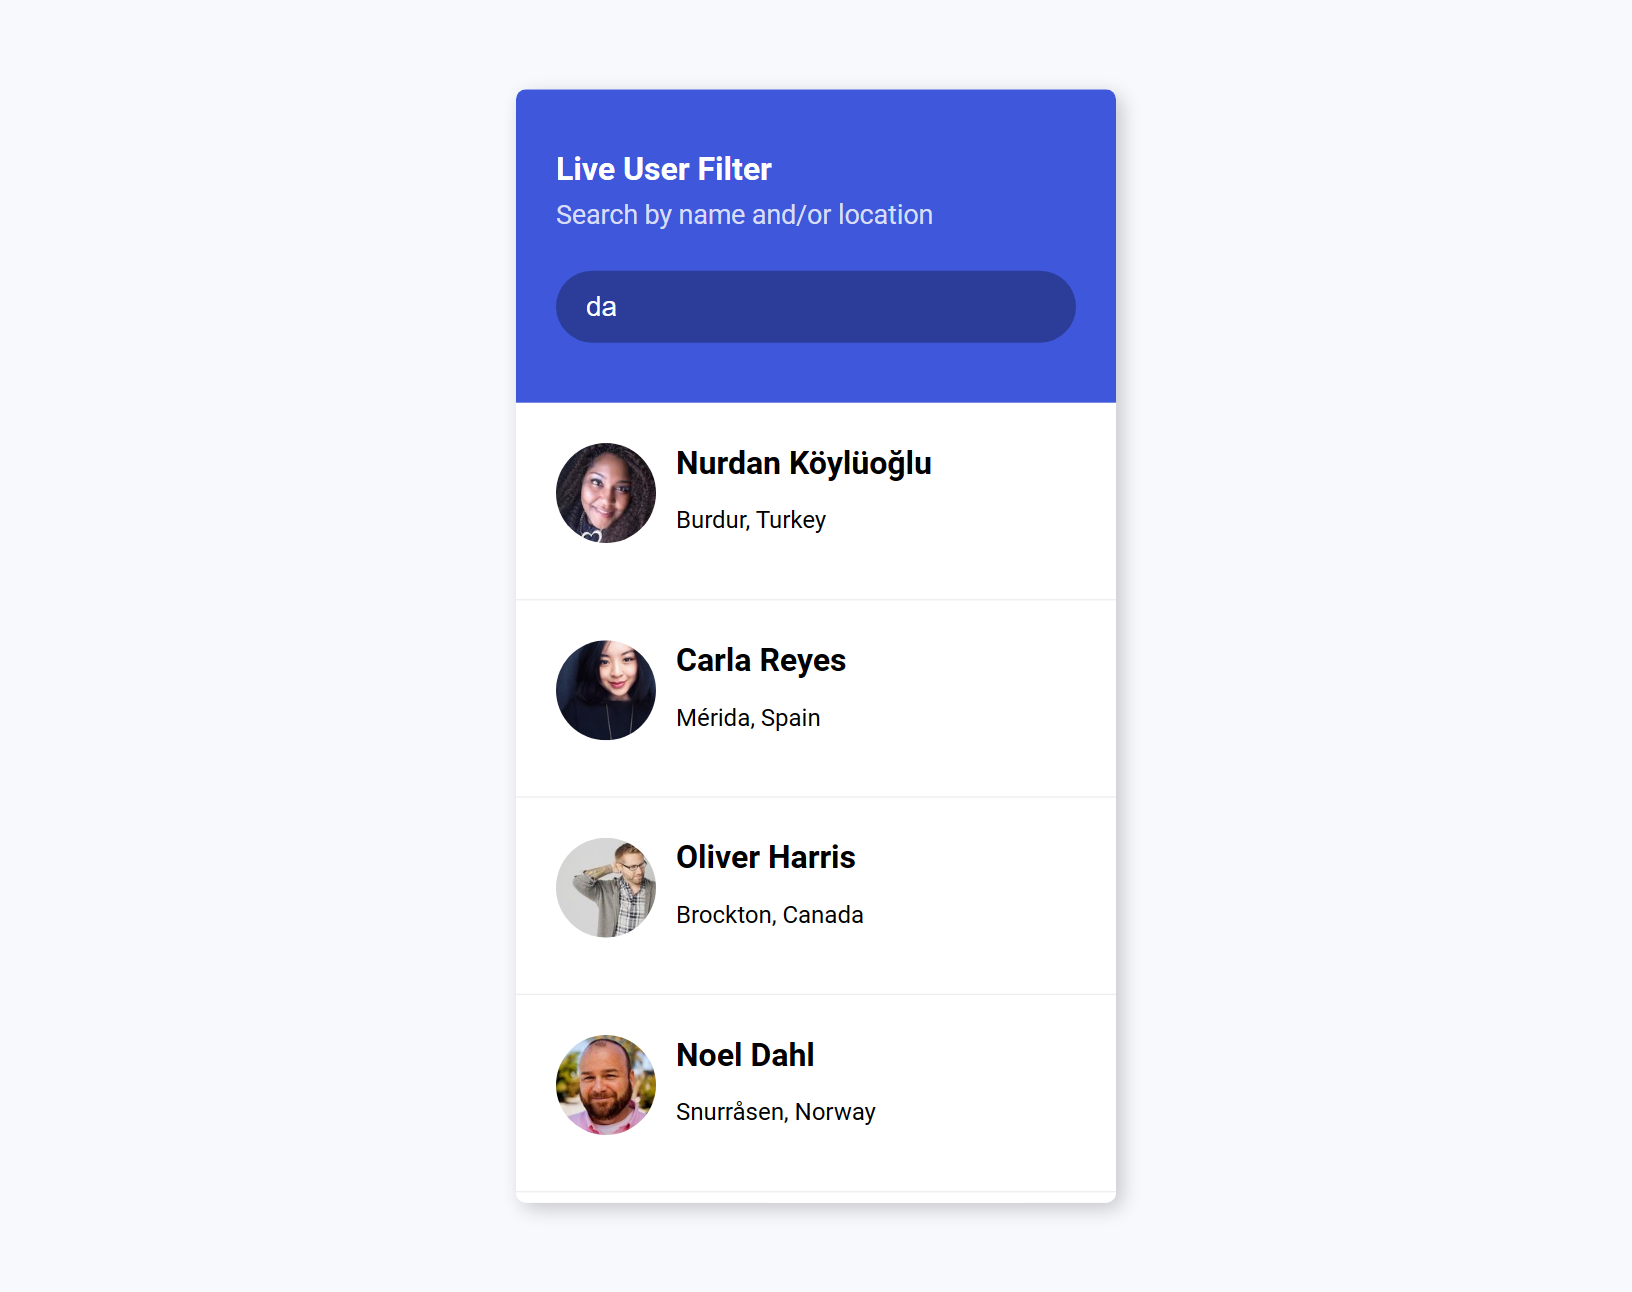 Live User Filter
Search by name and/or location
da
Nurdan Köylüoğlu
Burdur, Turkey
Carla Reyes
Mérida, Spain
Oliver Harris
Brockton, Canada
Noel Dahl
Snurråsen, Norway